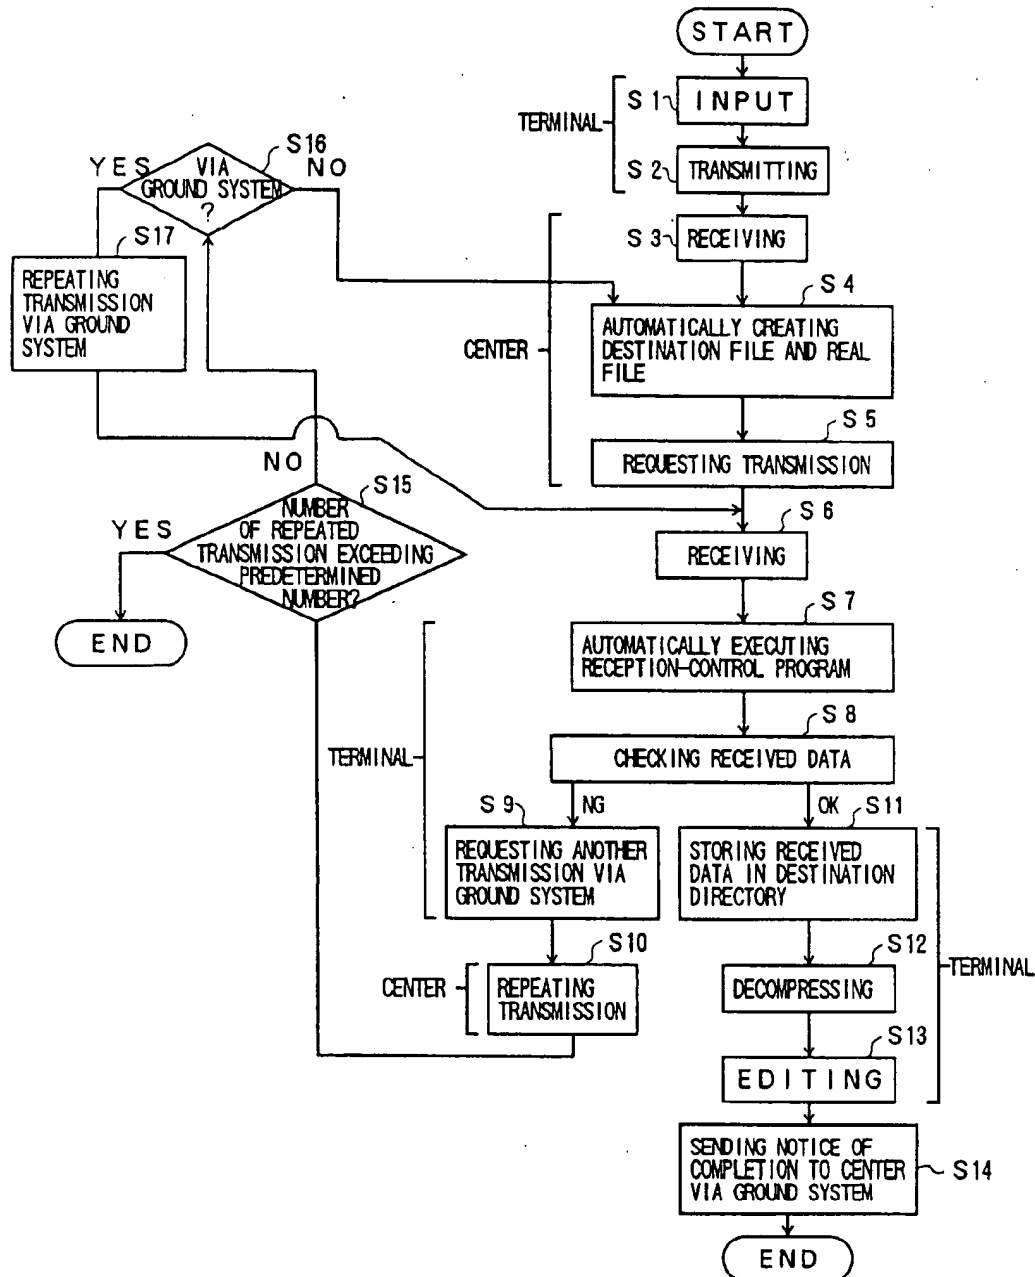 START
S1
INPUT
TERMINAL
S2
TRANSMITTING
S3
RECEIVING
CENTER
S4
AUTOMATICALLY CREATING
DESTINATION FILE AND REAL
FILE
S5
REQUESTING TRANSMISSION
S6
RECEIVING
S7
AUTOMATICALLY EXECUTING
RECEPTION-CONTROL PROGRAM
S8
CHECKING RECEIVED DATA
TERMINAL
NG
OK
S9
REQUESTING ANOTHER
TRANSMISSION VIA
GROUND SYSTEM
S10
CENTER
REPEATING
TRANSMISSION
S11
STORING RECEIVED
DATA IN DESTINATION
DIRECTORY
S12
DECOMPRESSING
TERMINAL
S13
EDITING
SENDING NOTICE OF
COMPLETION TO CENTER
VIA GROUND SYSTEM
S14
END
S15
NUMBER
OF REPEATED
TRANSMISSION EXCEEDING
PREDETERMINED
NUMBER?
YES
NO
END
S16
VIA
GROUND SYSTEM
?
YES
NO
S17
REPEATING
TRANSMISSION
VIA GROUND
SYSTEM